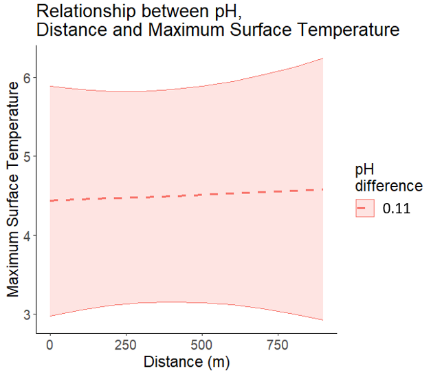 Relationship between pH,
Distance and Maximum Surface Temperature
Maximum Surface Temperature
6
5
4
3
0
250
500
750
Distance (m)
pH
difference
0.11